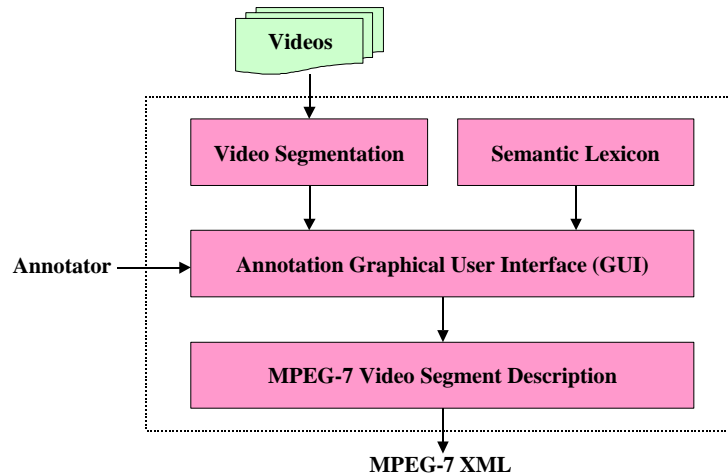 Videos
Video Segmentation
Semantic Lexicon
Annotator
Annotation Graphical User Interface (GUI)
MPEG-7 Video Segment Description
MPEG-7 XML